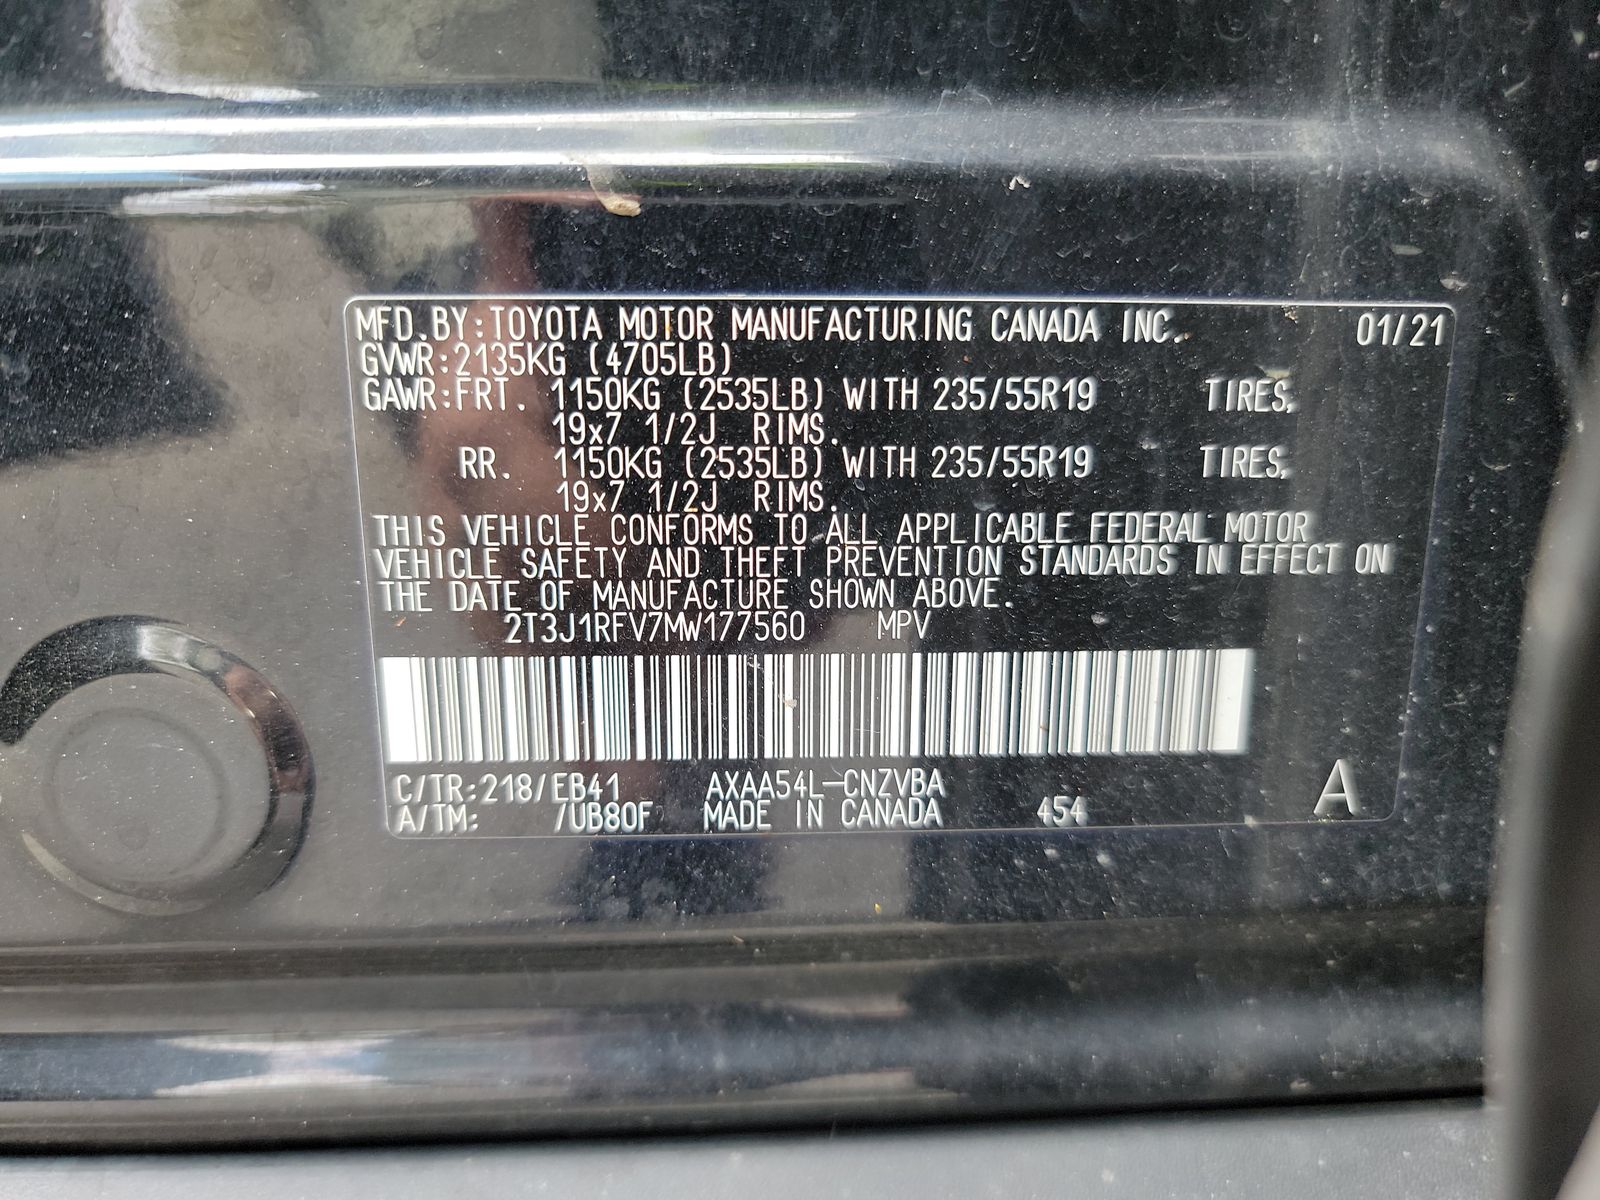 MFD.BY:TOYOTA MOTOR MANUFACTURING CANADA INC. 01/21
GVWR:2135KG (4705LB)
GAWR:FRT. 1150KG (2535LB) WITH 235/55R19 TIRES,
19x7 1/2J RIMS.
RR. 1150KG (2535LB) WITH 235/55R19 TIRES,
19x7 1/2J RIMS.
THIS VEHICLE CONFORMS TO ALL APPLICABLE FEDERAL MOTOR
VEHICLE SAFETY AND THEFT PREVENTION STANDARDS IN EFFECT ON
THE DATE OF MANUFACTURE SHOWN ABOVE.
2T3J1RFV7MW177560 MPV
C/TR:218/EB41 AXAA54L-CNZVBA
A/TM: /UB80F MADE IN CANADA 454 A